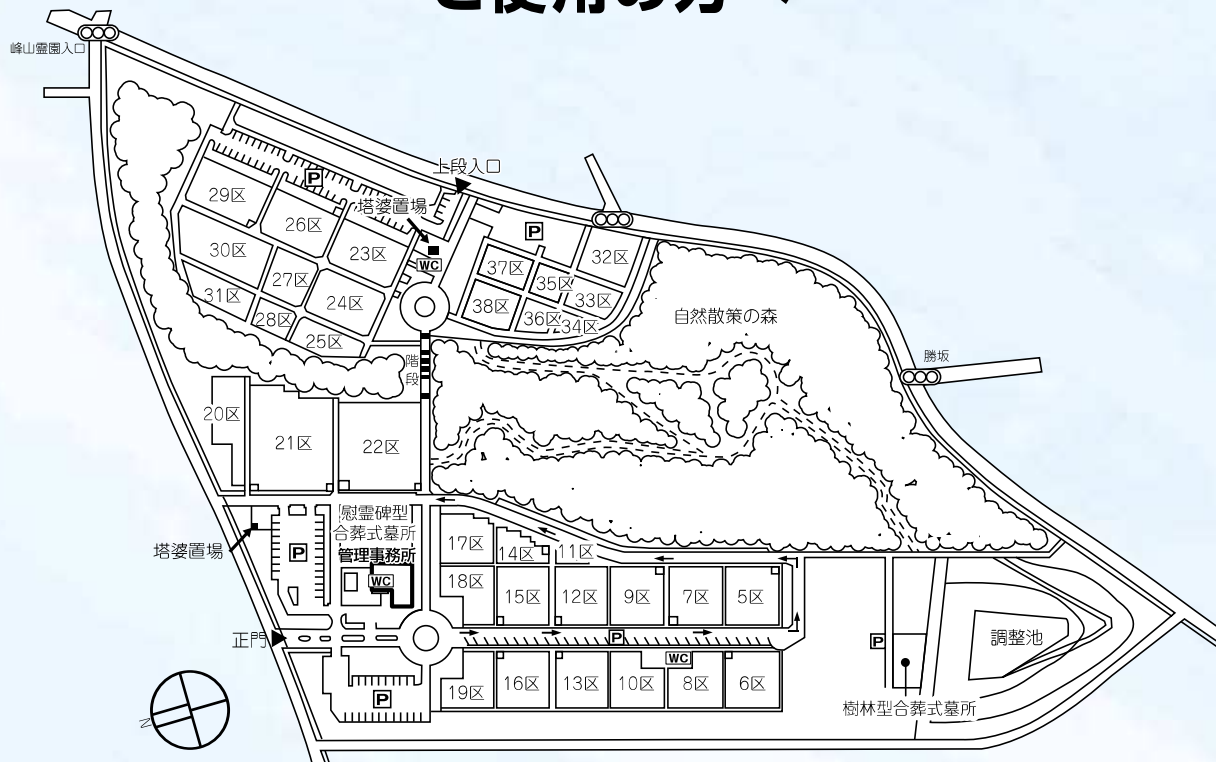 ご使用の方へ
峰山霊園入口
上段入口
塔婆置場
P
29区
26区
23区
WC
P
32区
30区
27区
24区
37区
35区
33区
31区
28区
25区
38区
36区
34区
自然散策の森
勝坂
階段
20区
21区
22区
慰霊碑型
合葬式墓所
管理事務所
WC
塔婆置場
P
17区
14区
11区
18区
15区
12区
9区
7区
5区
正門
P
P
調整池
WC
19区
16区
13区
10区
8区
6区
P
樹林型合葬式墓所
N